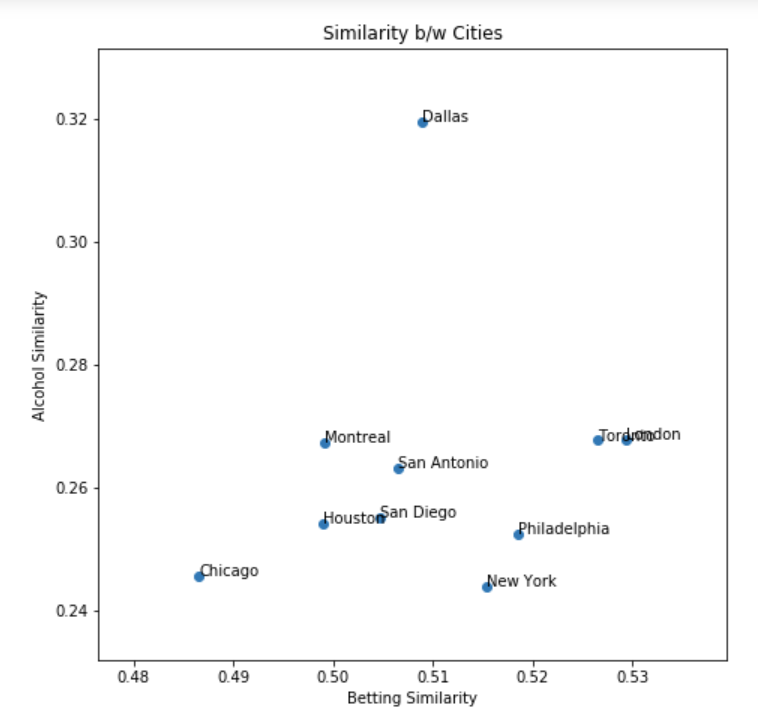 Similarity b/w Cities
0.32
0.30
0.28
0.26
0.24
Alcohol Similarity
Dallas
Montreal
Toronto
London
San Antonio
San Diego
Houston
Philadelphia
Chicago
New York
0.48 0.49 0.50 0.51 0.52 0.53
Betting Similarity